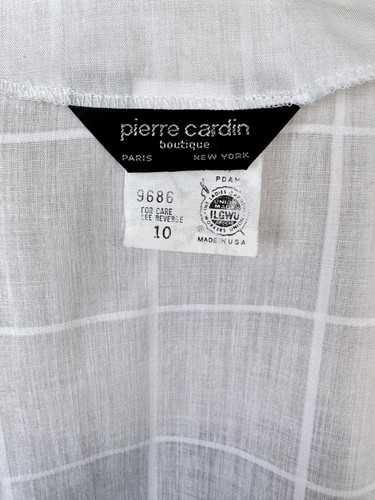 pierre cardin
boutique
PARIS NEW YORK
9686
FOR CARE
SEE REVERSE
10
UNION
MADE
ILGWU
MADE IN USA